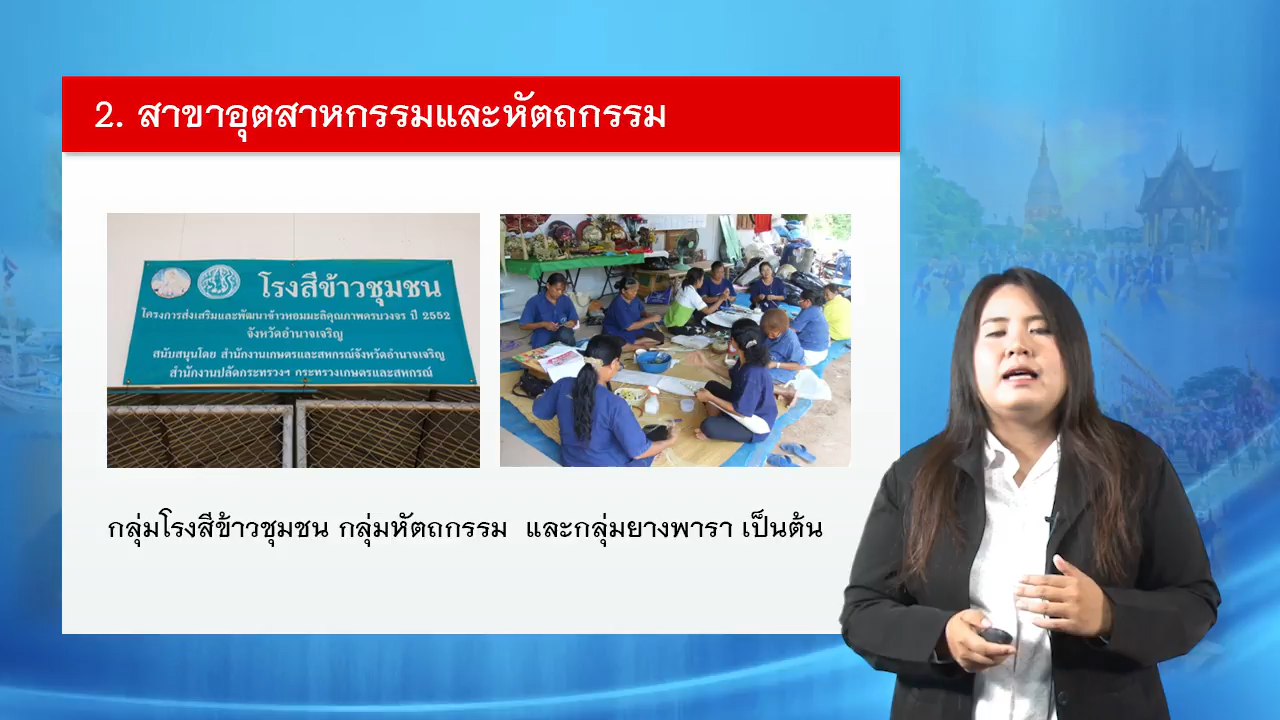 2. สาขาอุตสาหกรรมและหัตถกรรม
โรงสีข้าวชุมชน
โครงการส่งเสริมและพัฒนาข้าวหอมมะลิคุณภาพครบวงจร ปี 2552
จังหวัดอำนาจเจริญ
สนับสนุนโดย สำนักงานเกษตรและสหกรณ์จังหวัดอำนาจเจริญ
สำนักงานปลัดกระทรวงฯ กระทรวงเกษตรและสหกรณ์
กลุ่มโรงสีข้าวชุมชน กลุ่มหัตถกรรม และกลุ่มยางพารา เป็นต้น